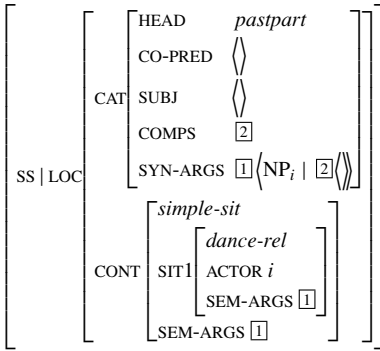 HEAD pastpart
CO-PRED ⟨⟩
SUBJ ⟨⟩
CAT
COMPS 2
SYN-ARGS 1⟨NPi | 2⟨⟩⟩
SS | LOC
simple-sit
dance-rel
CONT SIT1 ACTOR i
SEM-ARGS 1
SEM-ARGS 1